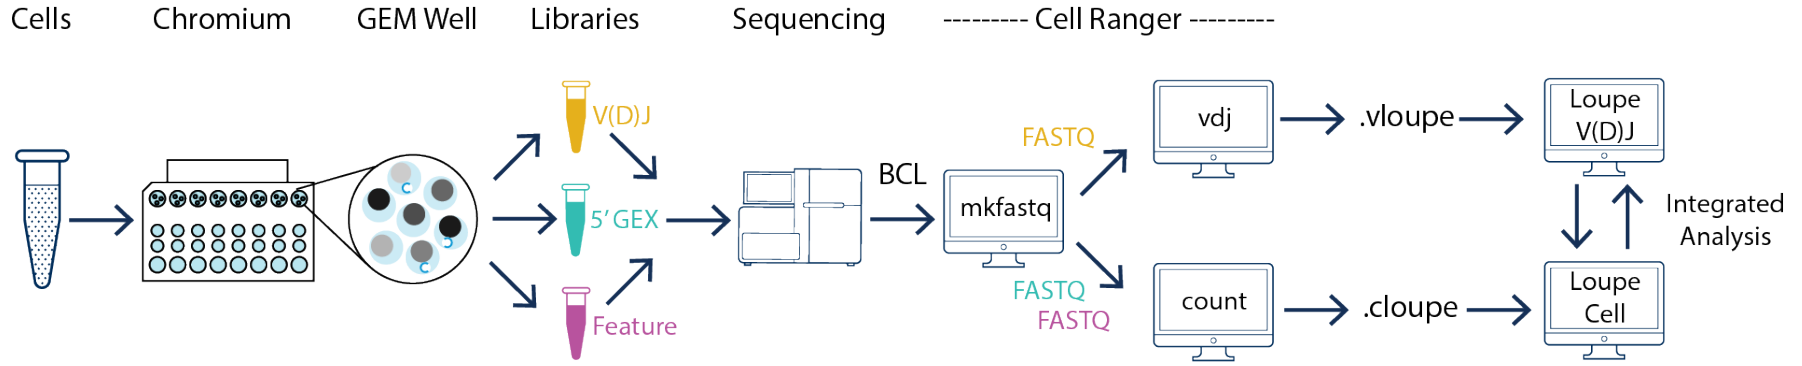 Cells
Chromium
GEM Well
Libraries
Sequencing
--------- Cell Ranger ---------
V(D)J
5’ GEX
Feature
BCL
mkfastq
FASTQ
FASTQ
FASTQ
vdj
count
.vloupe
.cloupe
Loupe
V(D)J
Loupe
Cell
Integrated
Analysis